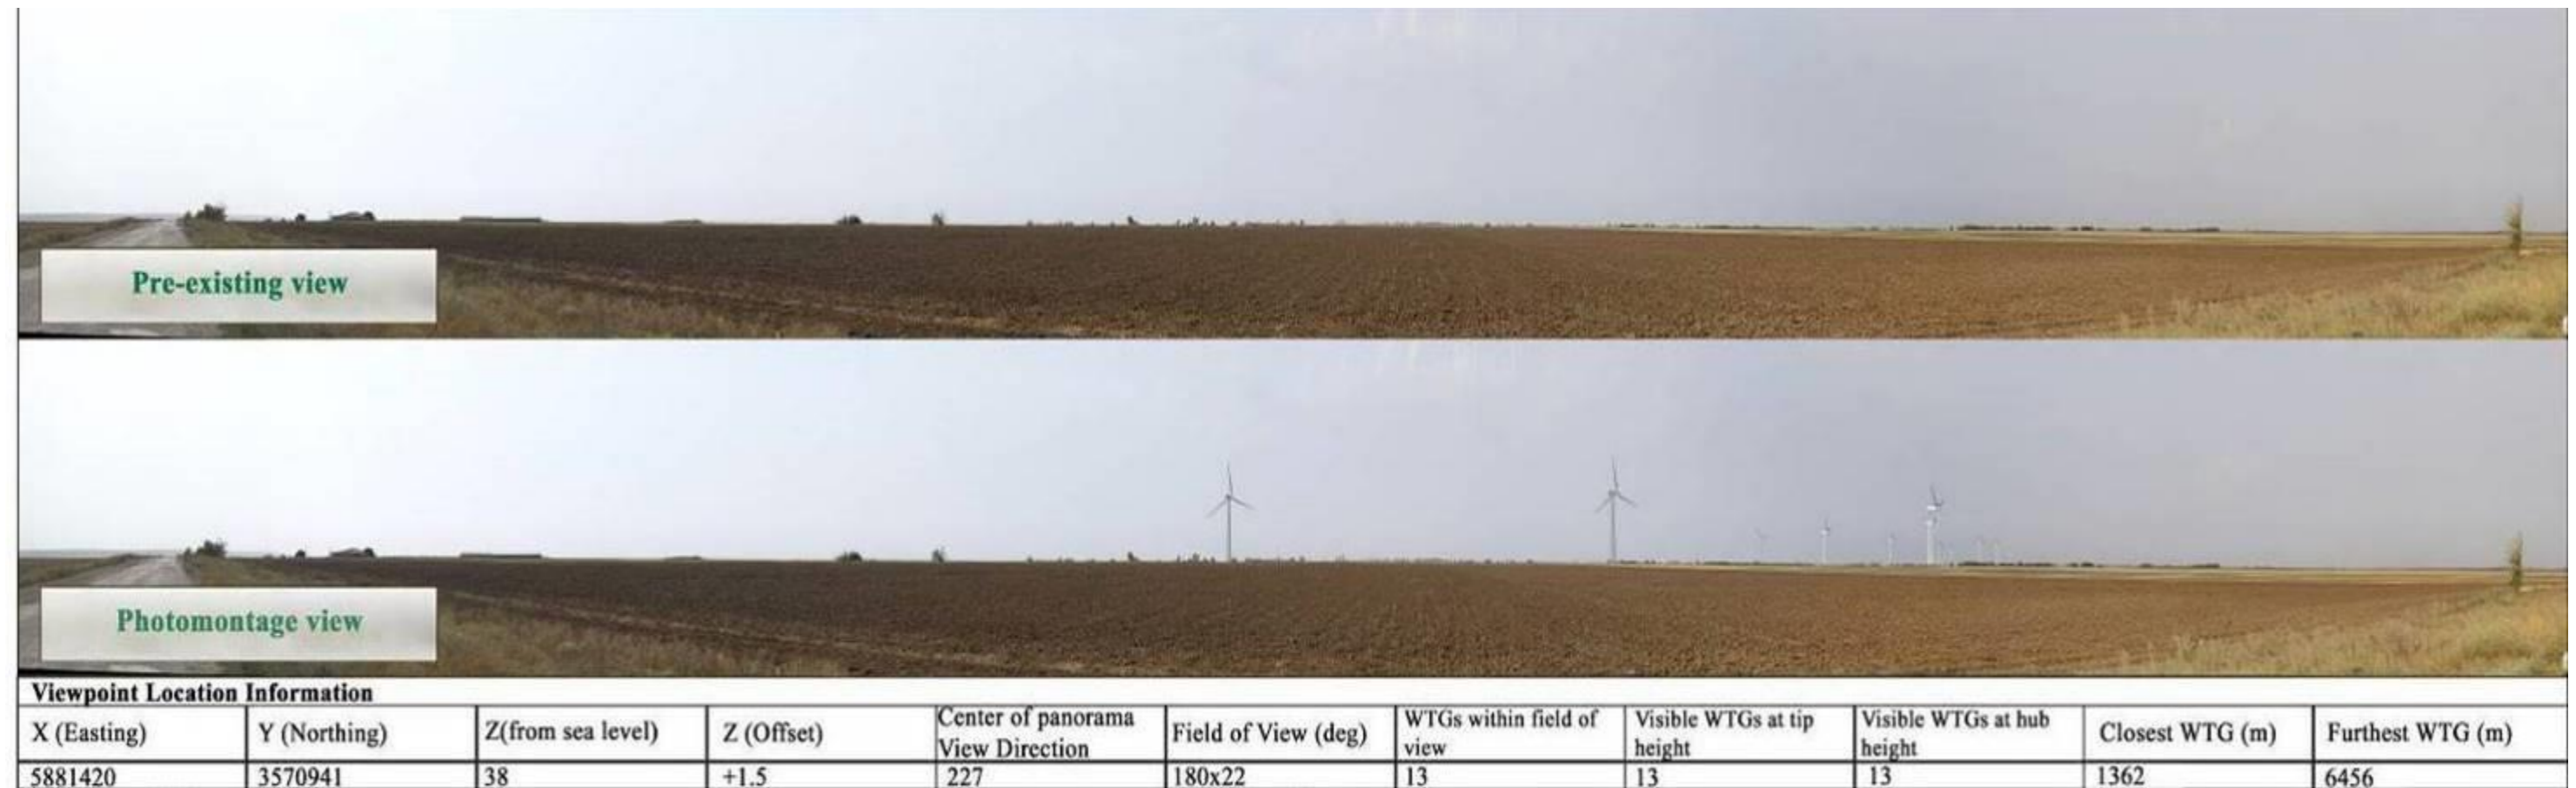 Pre-existing view
Photomontage view
Viewpoint Location Information
X (Easting)
Y (Northing)
Z(from sea level)
Z (Offset)
Center of panorama
View Direction
Field of View (deg)
WTGs within field of
view
Visible WTGs at tip
height
Visible WTGs at hub
height
Closest WTG (m)
Furthest WTG (m)
5881420
3570941
38
+1.5
227
180x22
13
13
13
1362
6456